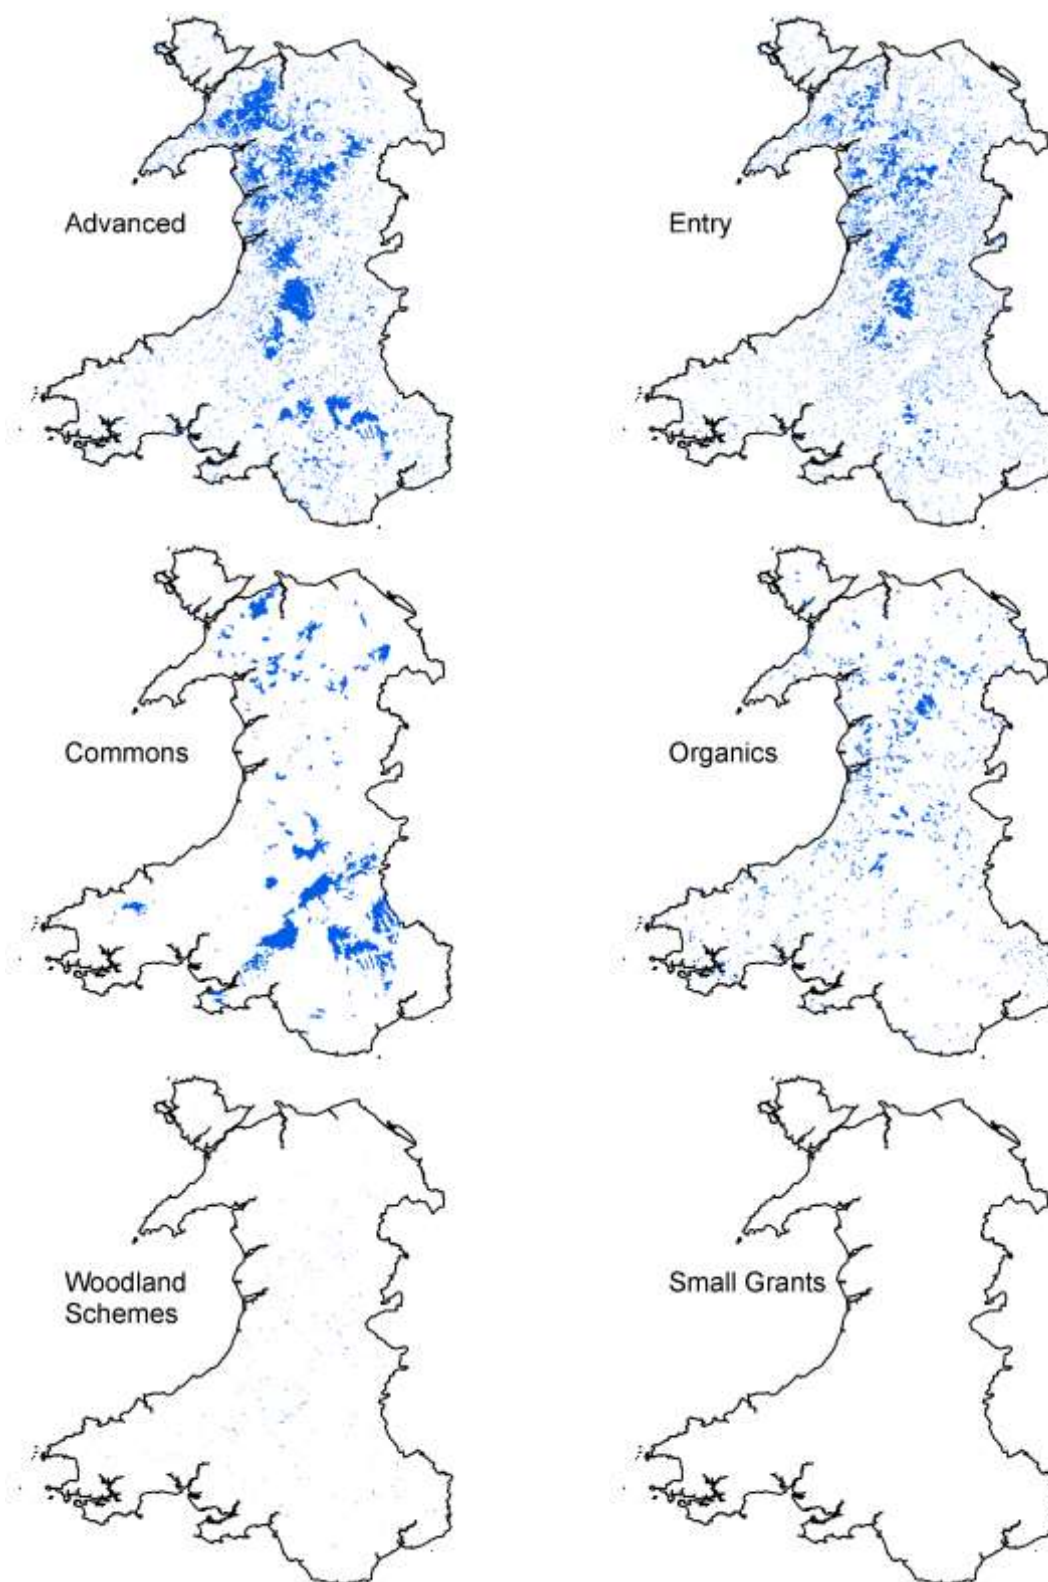 Advanced
Entry
Commons
Organics
Woodland
Schemes
Small Grants